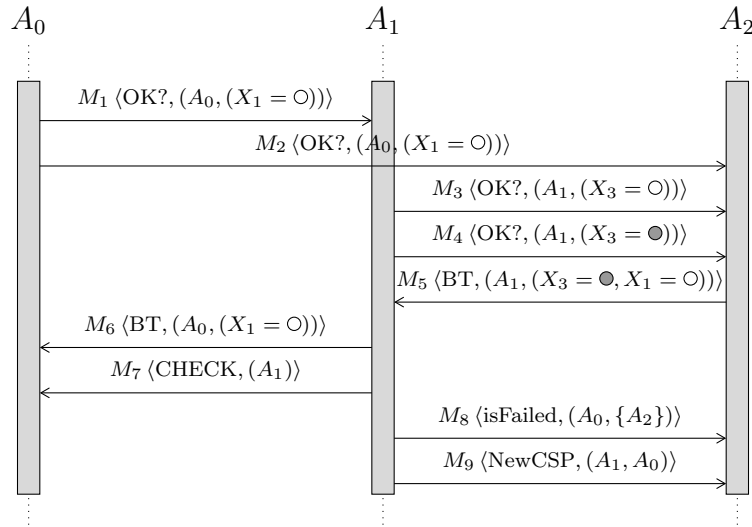 A₀ A₁ A₂
M₁ ⟨OK?, (A₀, (X₁ = ○))⟩
M₂ ⟨OK?, (A₀, (X₁ = ○))⟩
M₃ ⟨OK?, (A₁, (X₃ = ○))⟩
M₄ ⟨OK?, (A₁, (X₃ = ●))⟩
M₅ ⟨BT, (A₁, (X₃ = ●, X₁ = ○))⟩
M₆ ⟨BT, (A₀, (X₁ = ○))⟩
M₇ ⟨CHECK, (A₁)⟩
M₈ ⟨isFailed, (A₀, {A₂})⟩
M₉ ⟨NewCSP, (A₁, A₀)⟩